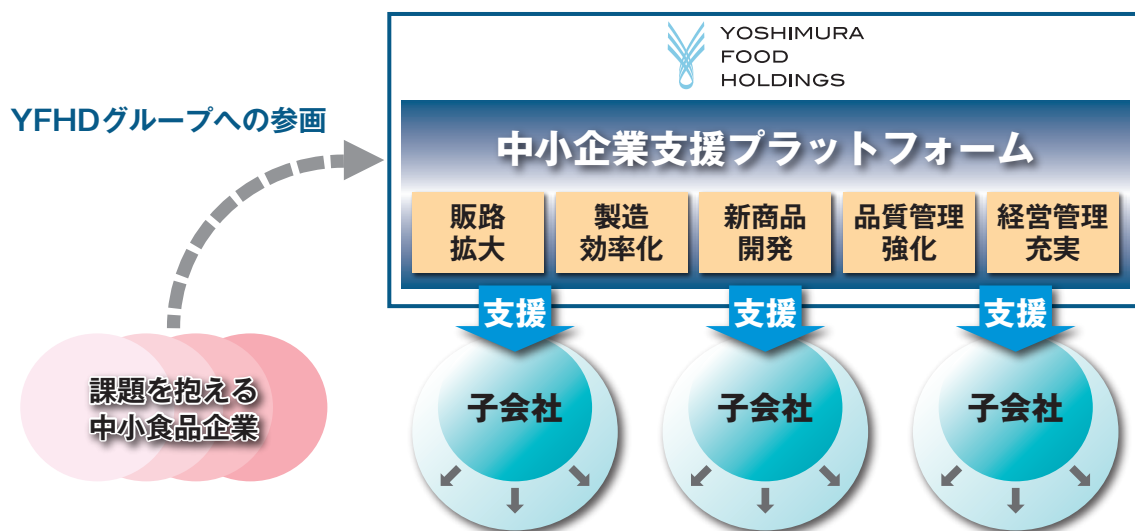 YOSHIMURA
FOOD
HOLDINGS
YFHDグループへの参画
中小企業支援プラットフォーム
販路
拡大
製造
効率化
新商品
開発
品質管理
強化
経営管理
充実
支援
支援
支援
課題を抱える
中小食品企業
子会社
子会社
子会社